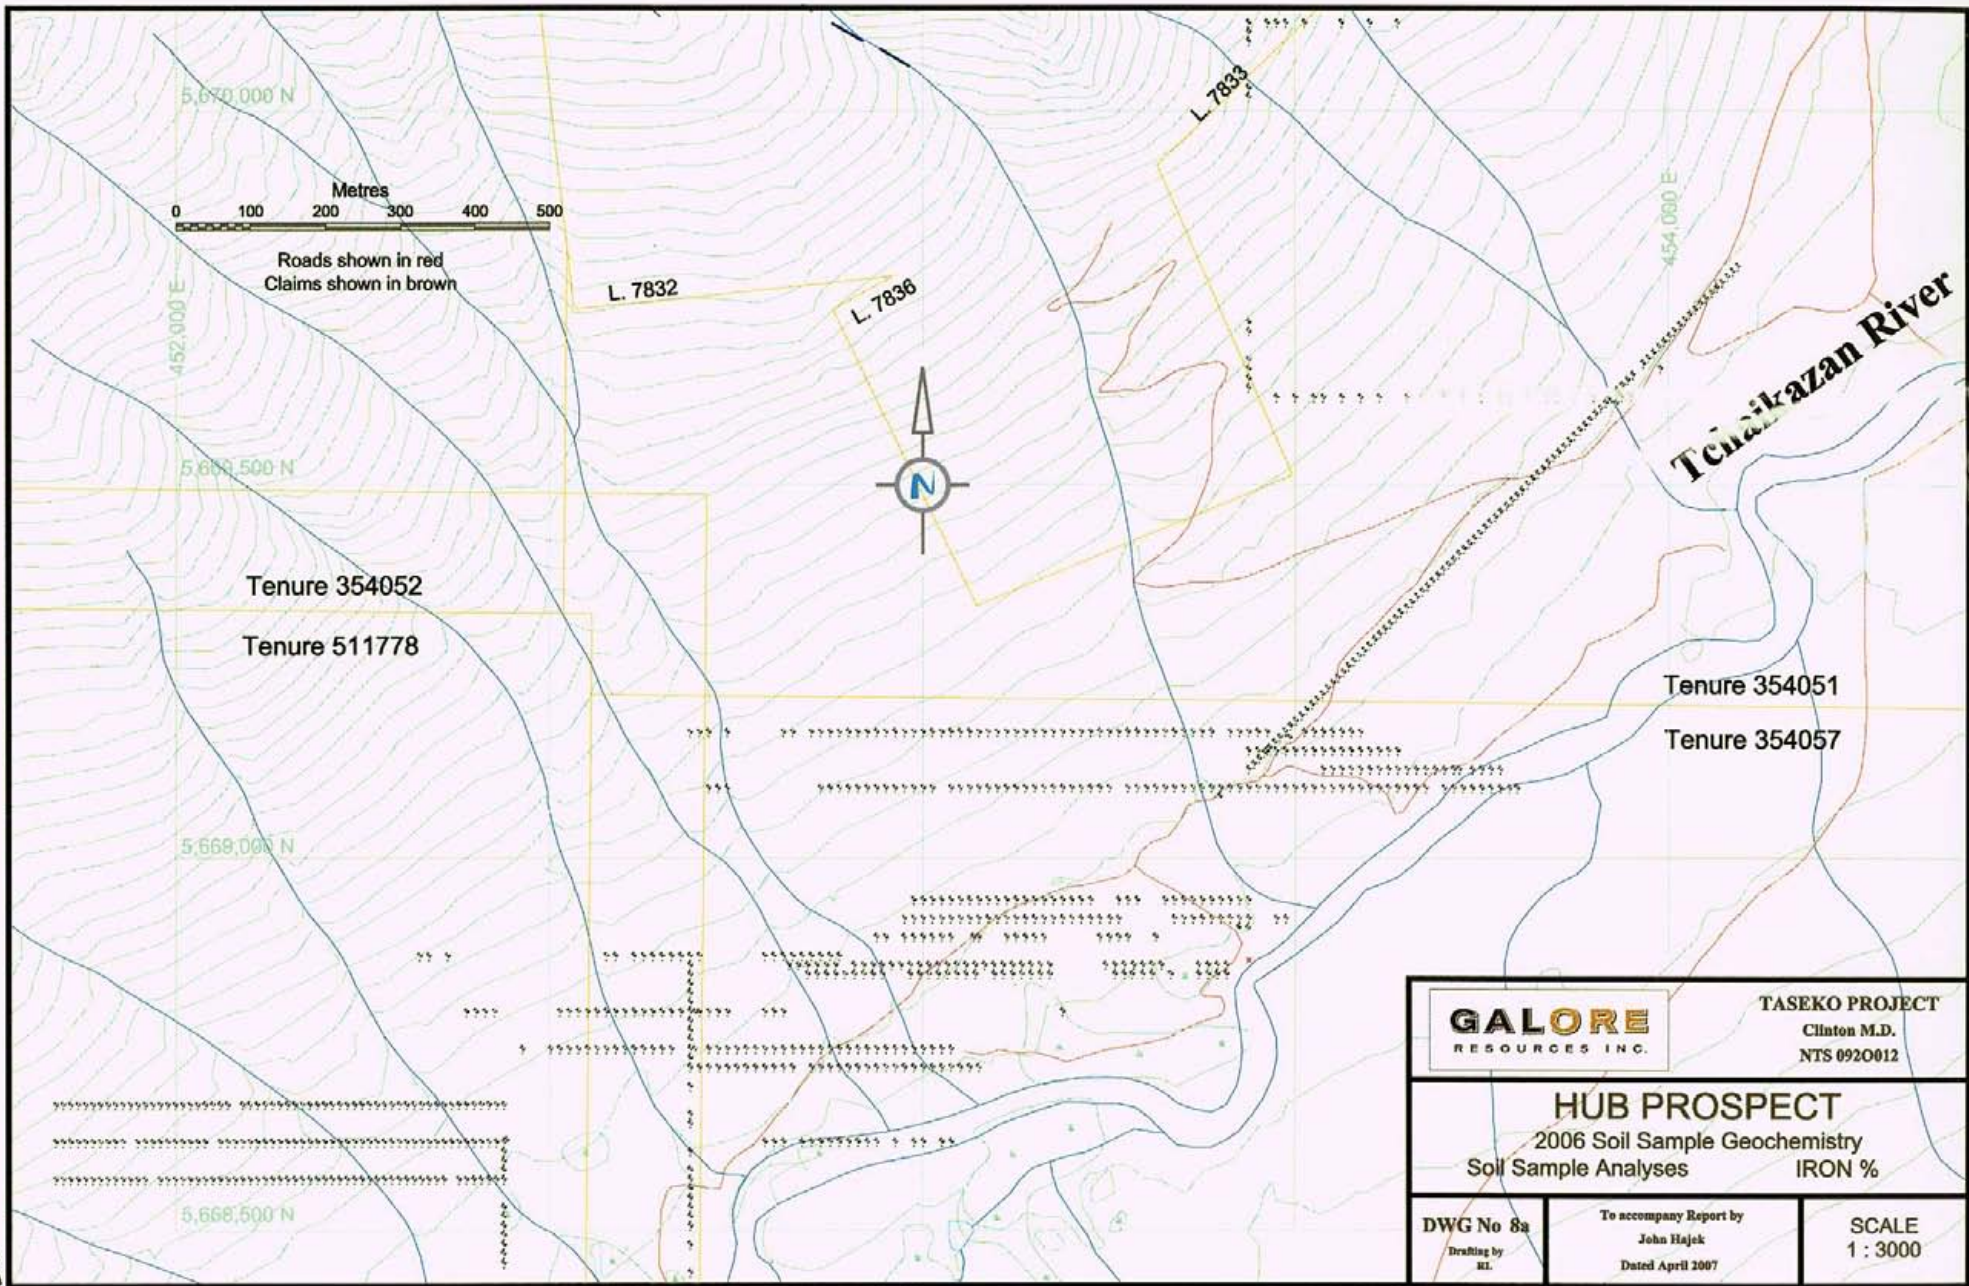 5,670,000 N
L. 7833
Metres
0 100 200 300 400 500
Roads shown in red
Claims shown in brown
452,000 E
454,000 E
L. 7832
L. 7836
Tchaikazan River
5,669,500 N
N
Tenure 354052
Tenure 511778
Tenure 354051
Tenure 354057
5,669,000 N
5,668,500 N
GALORE
RESOURCES INC.
TASEKO PROJECT
Clinton M.D.
NTS 092O012
HUB PROSPECT
2006 Soil Sample Geochemistry
Soil Sample Analyses IRON %
DWG No 8a
Drafting by
RL
To accompany Report by
John Hajek
Dated April 2007
SCALE
1 : 3000